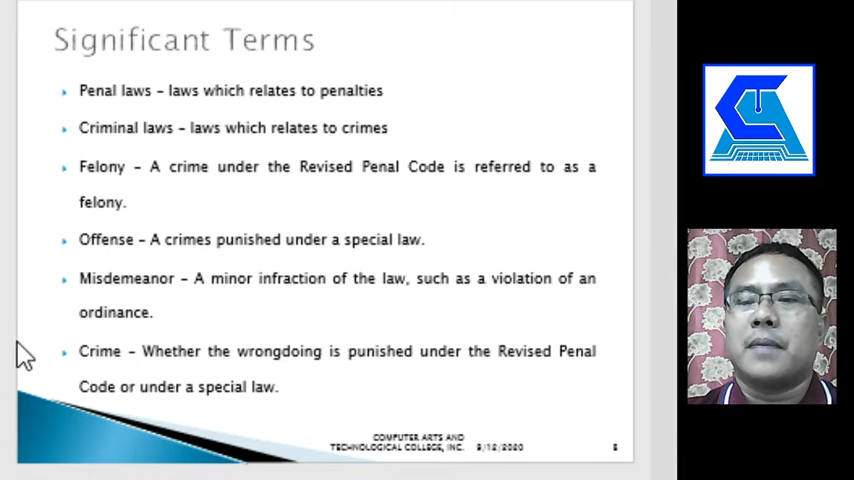 Significant Terms
Penal laws – laws which relates to penalties
Criminal laws – laws which relates to crimes
Felony – A crime under the Revised Penal Code is referred to as a
felony.
Offense – A crimes punished under a special law.
Misdemeanor – A minor infraction of the law, such as a violation of an
ordinance.
Crime – Whether the wrongdoing is punished under the Revised Penal
Code or under a special law.
COMPUTER ARTS AND
TECHNOLOGICAL COLLEGE, INC. 9/12/2020